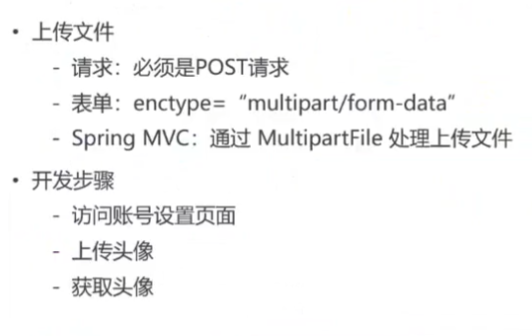 • 上传文件
- 请求：必须是POST请求
- 表单：enctype=“multipart/form-data”
- Spring MVC：通过 MultipartFile 处理上传文件
• 开发步骤
- 访问账号设置页面
- 上传头像
- 获取头像